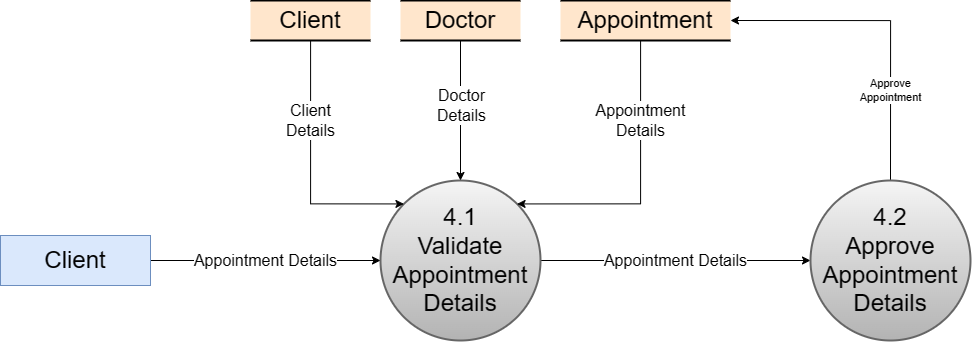 Client
Doctor
Appointment
Client
Details
Doctor
Details
Appointment
Details
Approve
Appointment
Client
Appointment Details
4.1
Validate
Appointment
Details
Appointment Details
4.2
Approve
Appointment
Details